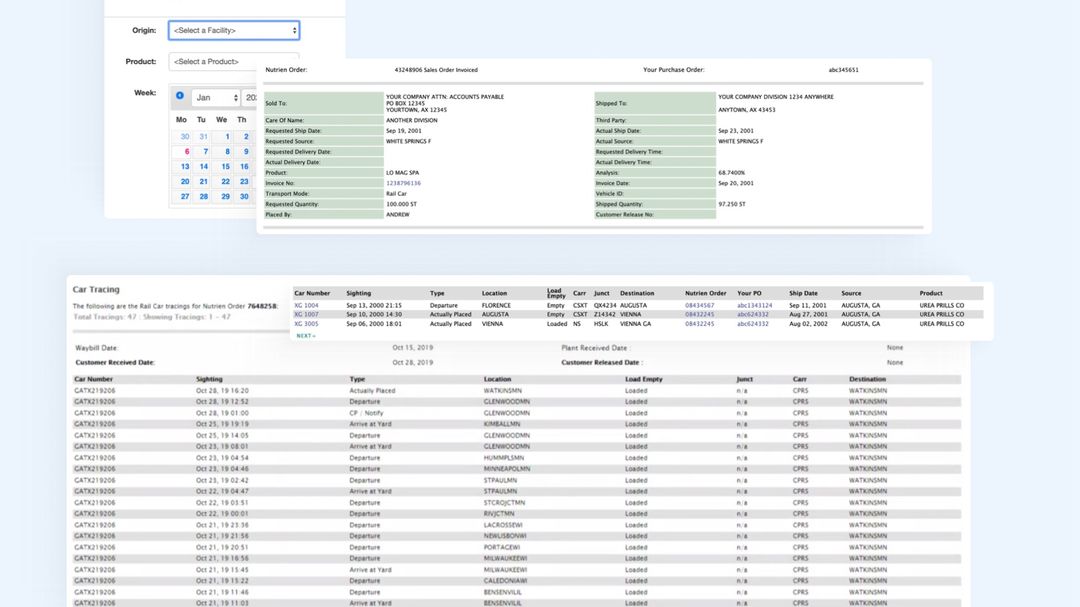 Origin: <Select a Facility>
Product: <Select a Product>
Week: Jan
Mo Tu We Th
30 31 1 2
6 7 8 9
13 14 15 16
20 21 22 23
27 28 29 30
Nutrien Order: 43248906 Sales Order Invoiced Your Purchase Order: abc345651
Sold To: YOUR COMPANY ATTN: ACCOUNTS PAYABLE
PO BOX 12345
YOURTOWN, AX 12345
Shipped To: YOUR COMPANY DIVISION 1234 ANYWHERE
ANYTOWN, AX 43453
Care Of Name: ANOTHER DIVISION Third Party:
Requested Ship Date: Sep 19, 2001 Actual Ship Date: Sep 23, 2001
Requested Source: WHITE SPRINGS F Actual Source: WHITE SPRINGS F
Requested Delivery Date: Requested Delivery Time:
Actual Delivery Date: Actual Delivery Time:
Product: LO MAG SPA Analysis: 68.7400%
Invoice No: 1238796136 Invoice Date: Sep 20, 2001
Transport Mode: Rail Car Vehicle ID:
Requested Quantity: 100.000 ST Shipped Quantity: 97.250 ST
Placed By: ANDREW Customer Release No:
Car Tracing
The following are the Rail Car tracings for Nutrien Order 7648258:
Total Tracings: 47 : Showing Tracings: 1 - 47
Car Number Sighting Type Location Load Empty Carr Junct Destination Nutrien Order Your PO Ship Date Source Product
XG 1004 Sep 13, 2000 21:15 Departure FLORENCE Empty CSXT QX4234 AUGUSTA 08434567 abc1343124 Sep 11, 2001 AUGUSTA, GA UREA PRILLS CO
XG 1007 Sep 10, 2000 14:30 Actually Placed AUGUSTA Empty CSXT Z14342 VIENNA 08432245 abc624332 Aug 27, 2001 AUGUSTA, GA UREA PRILLS CO
XG 3005 Sep 06, 2000 18:01 Actually Placed VIENNA Loaded NS HSLK VIENNA GA 08432245 abc624332 Aug 02, 2002 AUGUSTA, GA UREA PRILLS CO
NEXT»
Waybill Date: Oct 15, 2019 Plant Received Date : None
Customer Received Date: Oct 28, 2019 Customer Released Date : None
Car Number Sighting Type Location Load Empty Junct Carr Destination
GATX219206 Oct 28, 19 16:20 Actually Placed WATKINSMN Loaded n/a CPRS WATKINSMN
GATX219206 Oct 28, 19 12:52 Departure GLENWOODMN Loaded n/a CPRS WATKINSMN
GATX219206 Oct 28, 19 01:00 CP / Notify GLENWOODMN Loaded n/a CPRS WATKINSMN
GATX219206 Oct 25, 19 19:19 Arrive at Yard KIMBALLMN Loaded n/a CPRS WATKINSMN
GATX219206 Oct 25, 19 14:05 Departure GLENWOODMN Loaded n/a CPRS WATKINSMN
GATX219206 Oct 23, 19 08:01 Arrive at Yard GLENWOODMN Loaded n/a CPRS WATKINSMN
GATX219206 Oct 23, 19 04:54 Departure HUMMPLSMN Loaded n/a CPRS WATKINSMN
GATX219206 Oct 23, 19 04:46 Departure MINNEAPOLMN Loaded n/a CPRS WATKINSMN
GATX219206 Oct 23, 19 02:42 Departure STPAULMN Loaded n/a CPRS WATKINSMN
GATX219206 Oct 22, 19 04:47 Arrive at Yard STPAULMN Loaded n/a CPRS WATKINSMN
GATX219206 Oct 22, 19 03:51 Departure STCROJCTMN Loaded n/a CPRS WATKINSMN
GATX219206 Oct 22, 19 00:01 Departure RIVJCTMN Loaded n/a CPRS WATKINSMN
GATX219206 Oct 21, 19 23:36 Departure LACROSSEWI Loaded n/a CPRS WATKINSMN
GATX219206 Oct 21, 19 21:56 Departure NEWLISBONWI Loaded n/a CPRS WATKINSMN
GATX219206 Oct 21, 19 20:51 Departure PORTAGEWI Loaded n/a CPRS WATKINSMN
GATX219206 Oct 21, 19 16:56 Departure MILWAUKEEWI Loaded n/a CPRS WATKINSMN
GATX219206 Oct 21, 19 15:45 Arrive at Yard MILWAUKEEWI Loaded n/a CPRS WATKINSMN
GATX219206 Oct 21, 19 15:22 Departure CALEDONIAWI Loaded n/a CPRS WATKINSMN
GATX219206 Oct 21, 19 11:46 Departure BENSENVILIL Loaded n/a CPRS WATKINSMN
GATX219206 Oct 21, 19 11:03 Arrive at Yard BENSENVILIL Loaded n/a CPRS WATKINSMN